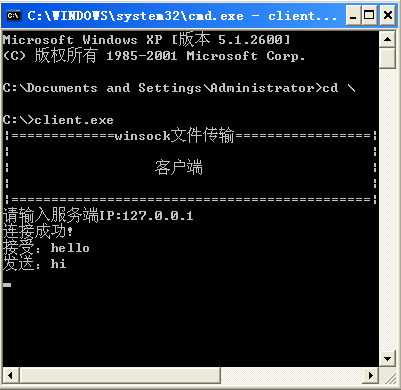 C:\WINDOWS\system32\cmd.exe - client...
Microsoft Windows XP [版本 5.1.2600]
(C) 版权所有 1985-2001 Microsoft Corp.
C:\Documents and Settings\Administrator>cd \
C:\>client.exe
¦=============winsock文件传输=================¦
¦ ¦
¦ 客户端 ¦
¦ ¦
¦=============================================¦
请输入服务端IP:127.0.0.1
连接成功!
接受: hello
发送: hi